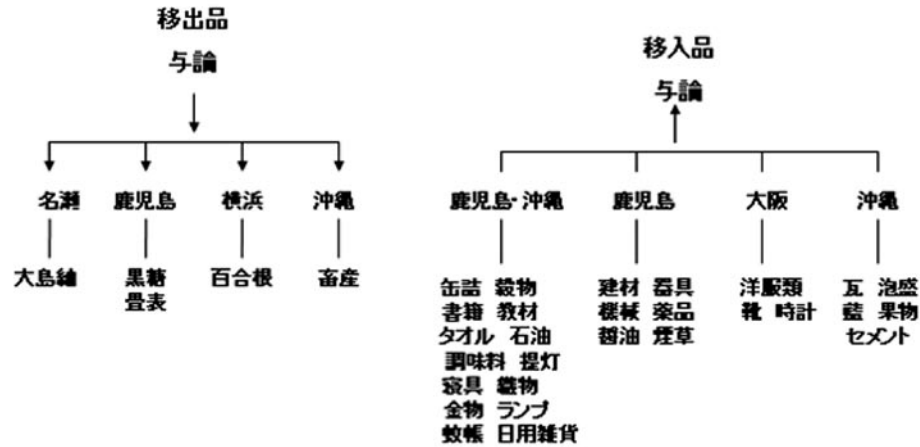 移出品
与論
名瀬 鹿児島 横浜 沖縄
大島紬 黒糖 百合根 畜産
畳表
移入品
与論
鹿児島・沖縄 鹿児島 大阪 沖縄
缶詰 穀物 建材 器具 洋服類 瓦 泡盛
書籍 教材 機械 薬品 靴 時計 藍 果物
タオル 石油 醤油 煙草 セメント
調味料 提灯
寝具 織物
金物 ランプ
蚊帳 日用雑貨